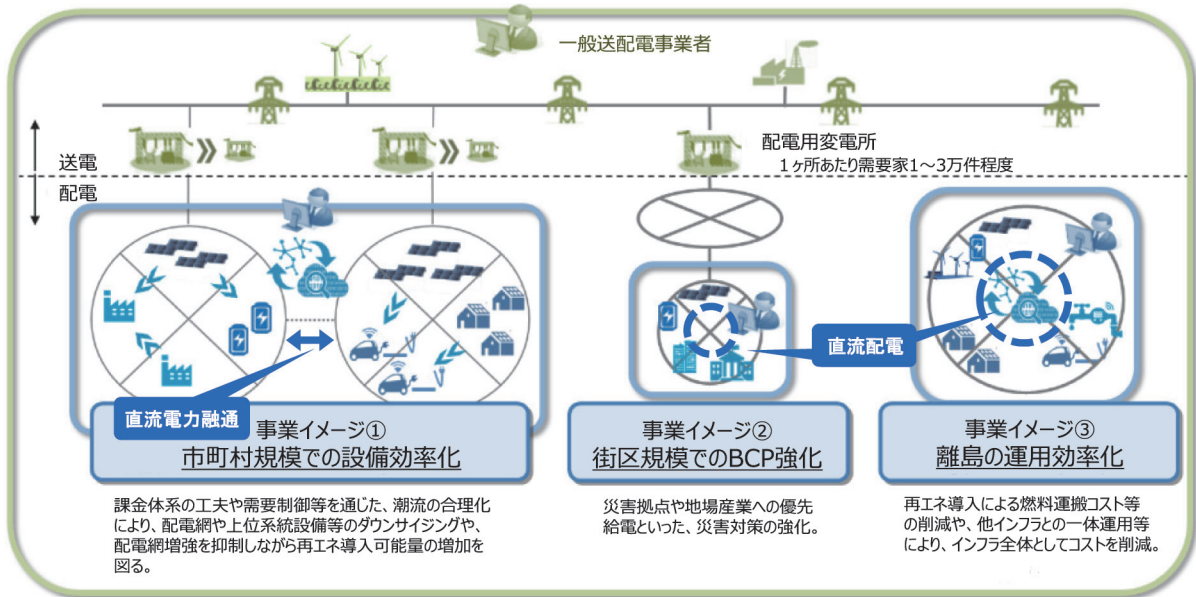 一般送配電事業者
配電用変電所
1ヶ所あたり需要家1～3万件程度
送電
配電
直流配電
直流電力融通
事業イメージ①
市町村規模での設備効率化
事業イメージ②
街区規模でのBCP強化
事業イメージ③
離島の運用効率化
課金体系の工夫や需要制御等を通じた、潮流の合理化
により、配電網や上位系統設備等のダウンサイジングや、
配電網増強を抑制しながら再エネ導入可能量の増加を
図る。
災害拠点や地場産業への優先
給電といった、災害対策の強化。
再エネ導入による燃料運搬コスト等
の削減や、他インフラとの一体運用等
により、インフラ全体としてコストを削減。